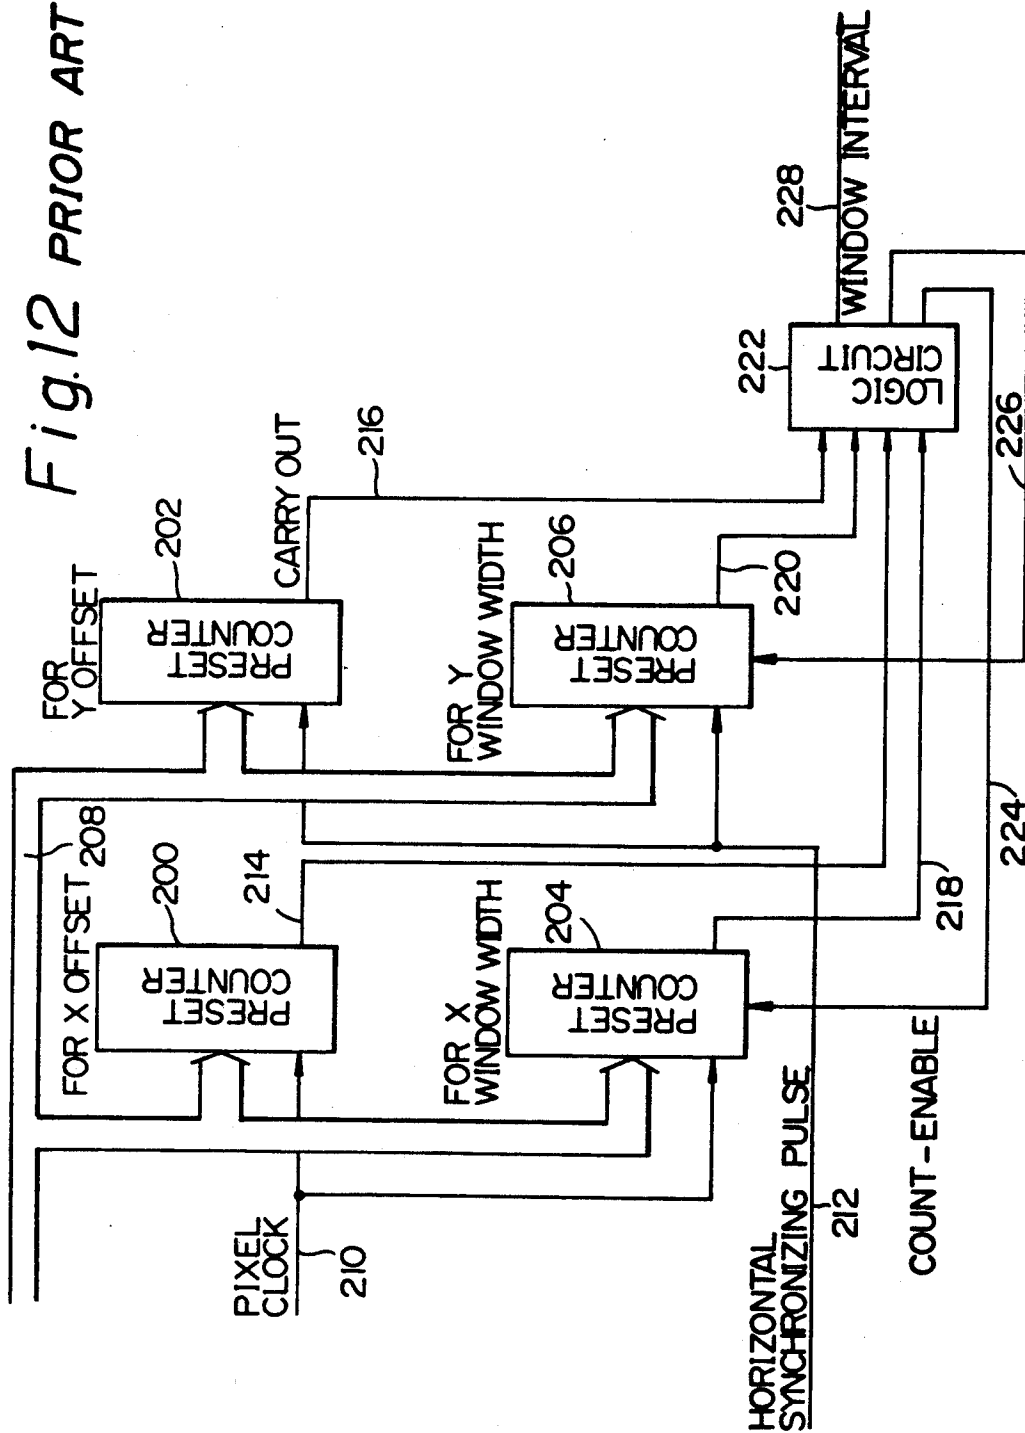 Fig.12 PRIOR ART
208
FOR X OFFSET
200
PRESET
COUNTER
214
FOR
Y OFFSET
202
PRESET
COUNTER
CARRY OUT
216
PIXEL
CLOCK
210
FOR X
WINDOW WIDTH
204
PRESET
COUNTER
FOR Y
WINDOW WIDTH
206
PRESET
COUNTER
220
222
LOGIC
CIRCUIT
228
WINDOW INTERVAL
HORIZONTAL
SYNCHRONIZING PULSE
212
218
COUNT-ENABLE
224
226